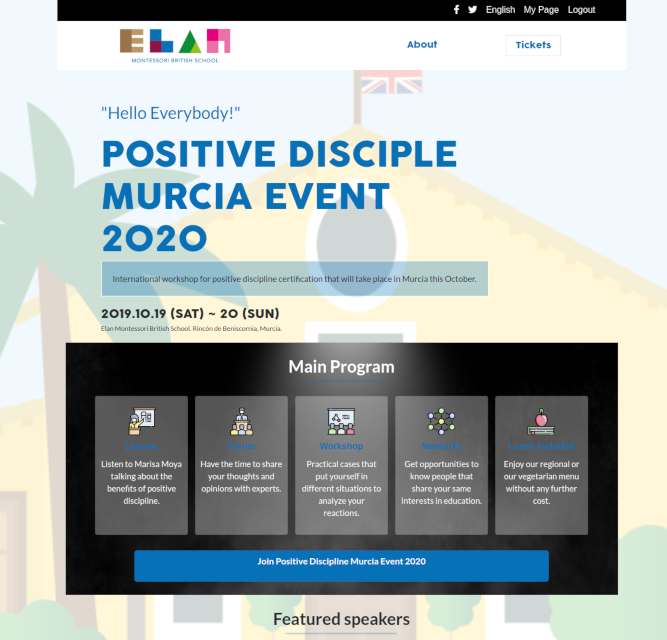 English My Page Logout
ELAN
MONTESSORI BRITISH SCHOOL
About
Tickets
"Hello Everybody!"
POSITIVE DISCIPLE
MURCIA EVENT
2020
International workshop for positive discipline certification that will take place in Murcia this October.
2019.10.19 (SAT) ~ 20 (SUN)
Elan Montessori British School. Rincón de Beniscornia, Murcia.
Main Program
Listen to Marisa Moya
talking about the
benefits of positive
discipline.
Forum
Have the time to share
your thoughts and
opinions with experts.
Workshop
Practical cases that
put yourself in
different situations to
analyze your
reactions.
Network
Get opportunities to
know people that
share your same
interests in education.
Lunch Included
Enjoy our regional or
our vegetarian menu
without any further
cost.
Join Positive Discipline Murcia Event 2020
Featured speakers